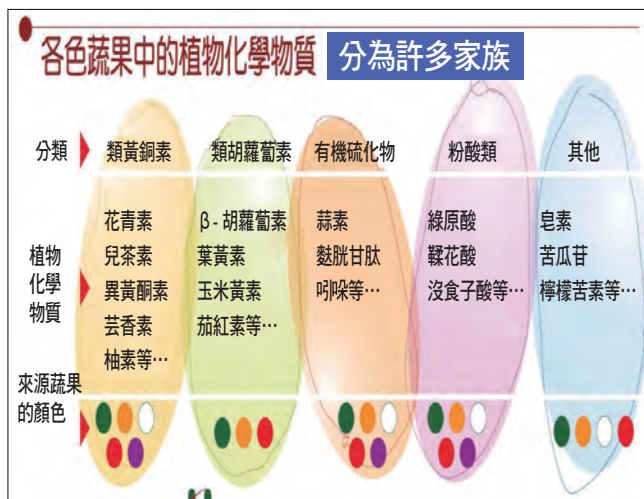 各色蔬果中的植物化學物質 分為許多家族
分類 類黃銅素 類胡蘿蔔素 有機硫化物 粉酸類 其他
植物
化學
物質
花青素
兒茶素
異黃酮素
芸香素
柚素等…
β-胡蘿蔔素
葉黃素
玉米黃素
茄紅素等…
蒜素
麩胱甘肽
吲哚等…
綠原酸
鞣花酸
沒食子酸等…
皂素
苦瓜苷
檸檬苦素等…
來源蔬果
的顏色